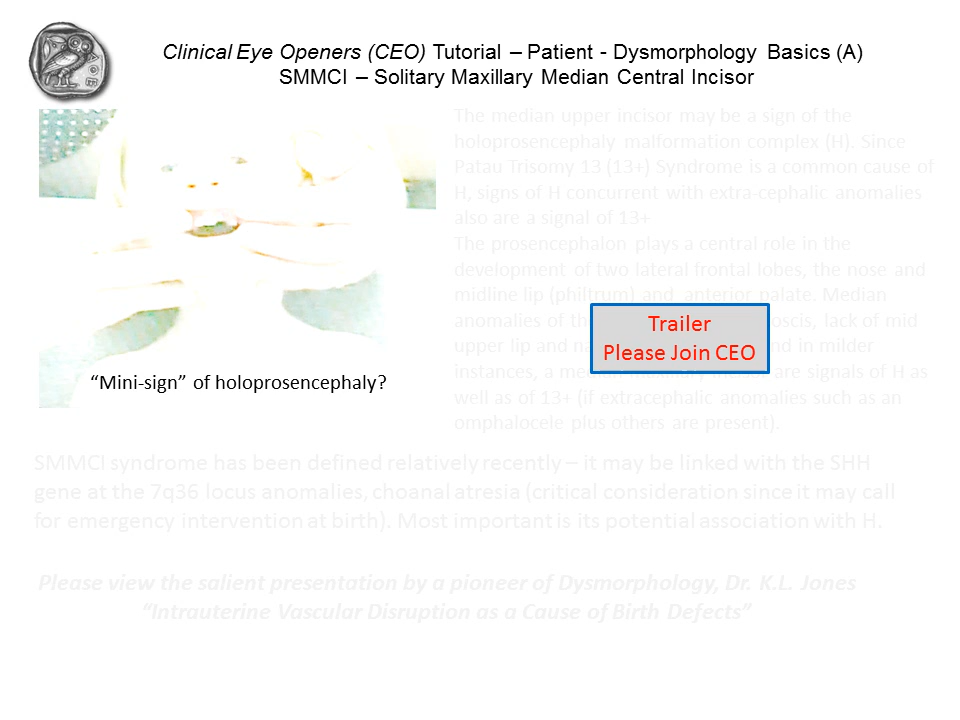 Clinical Eye Openers (CEO) Tutorial – Patient - Dysmorphology Basics (A)
SMMCI – Solitary Maxillary Median Central Incisor
The median upper incisor may be a sign of the
holoprosencephaly malformation complex (H). Since
Patau Trisomy 13 (13+) Syndrome is a common cause of
H, signs of H concurrent with extra-cephalic anomalies
also are a signal of 13+
The prosencephalon plays a central role in the
development of two lateral frontal lobes, the nose and
midline lip (philtrum) and anterior palate. Median
anomalies of lack of mid
upper lip and in milder
instances, a are signals of H as
well as of 13+ (if extracephalic anomalies such as an
omphalocele plus others are present).
Trailer
Please Join CEO
“Mini-sign” of holoprosencephaly?
SMMCI syndrome has been defined relatively recently – it may be linked with the SHH
gene at the 7q36 locus anomalies, choanal atresia (critical consideration since it may call
for emergency intervention at birth). Most important is its potential association with H.
Please view the salient presentation by a pioneer of Dysmorphology, Dr. K.L. Jones
“Intrauterine Vascular Disruption as a Cause of Birth Defects”